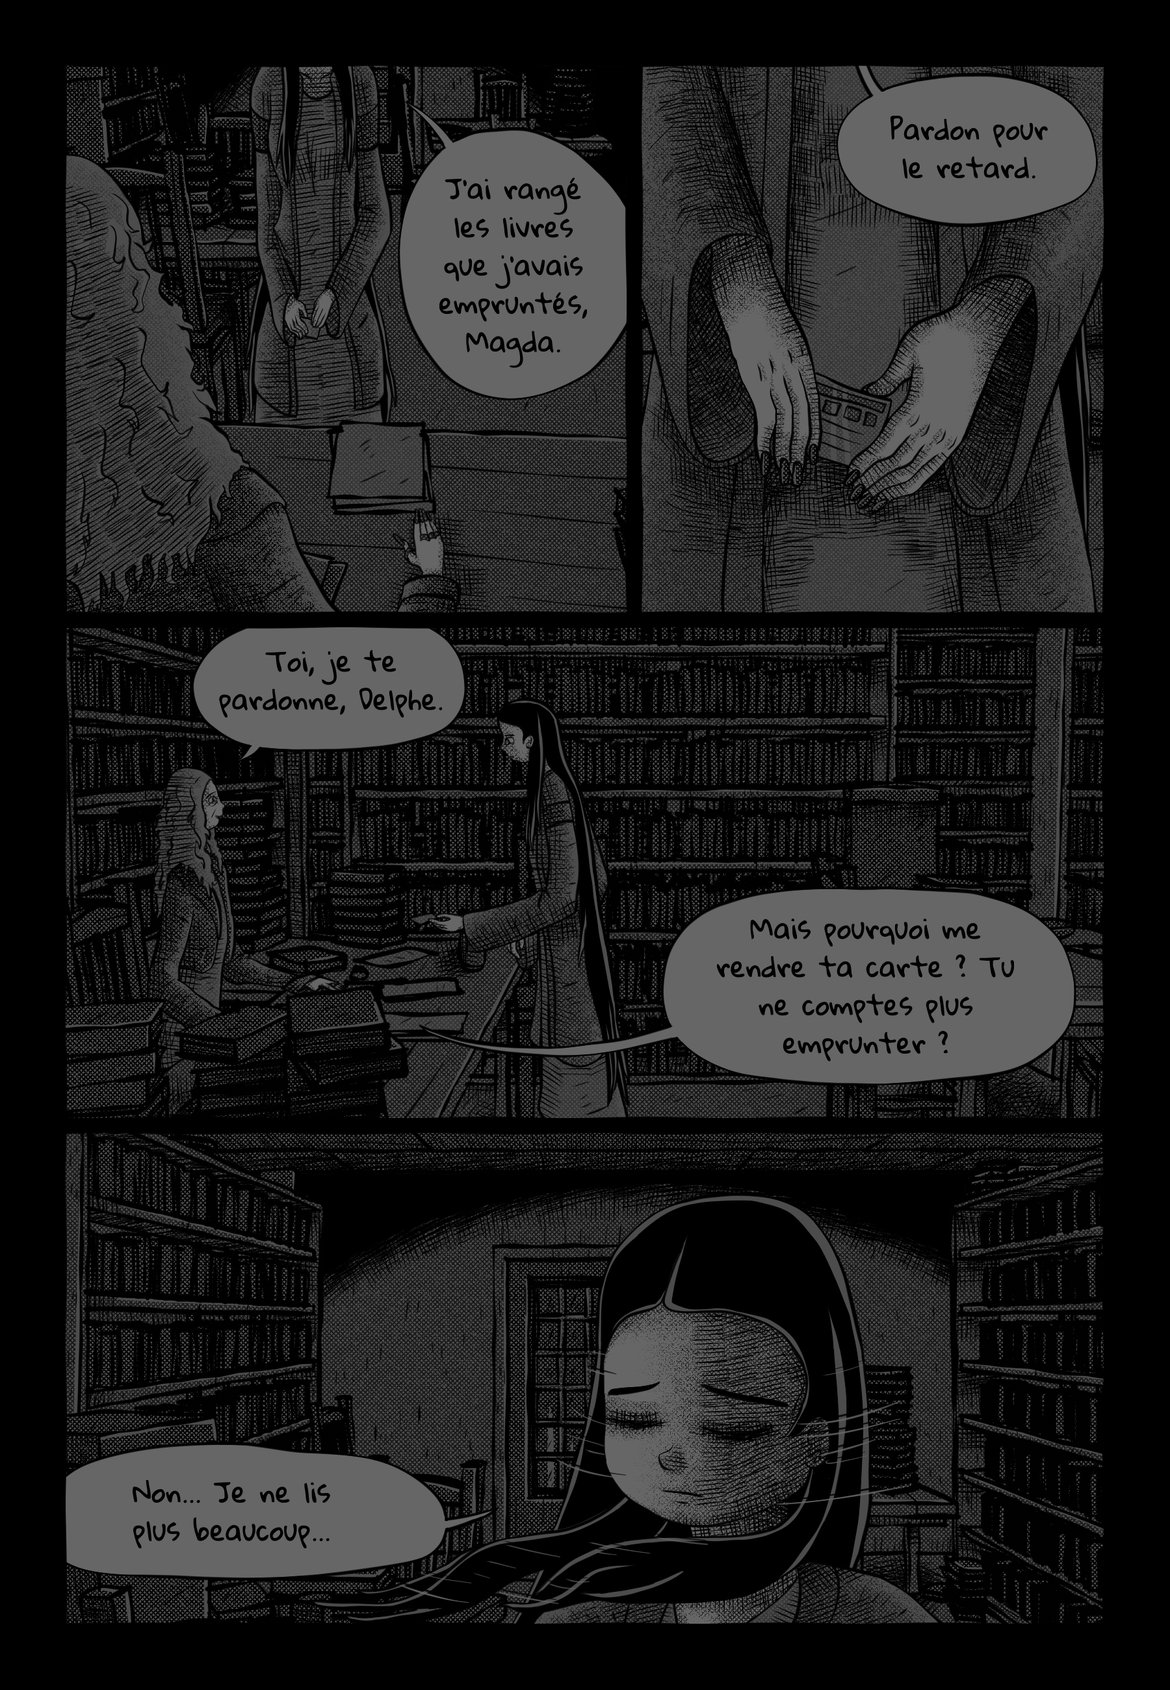 J'ai rangé
les livres
que j'avais
empruntés,
Magda.
Pardon pour
le retard.
Toi, je te
pardonne, Delphe.
Mais pourquoi me
rendre ta carte ? Tu
ne comptes plus
emprunter ?
Non... Je ne lis
plus beaucoup...